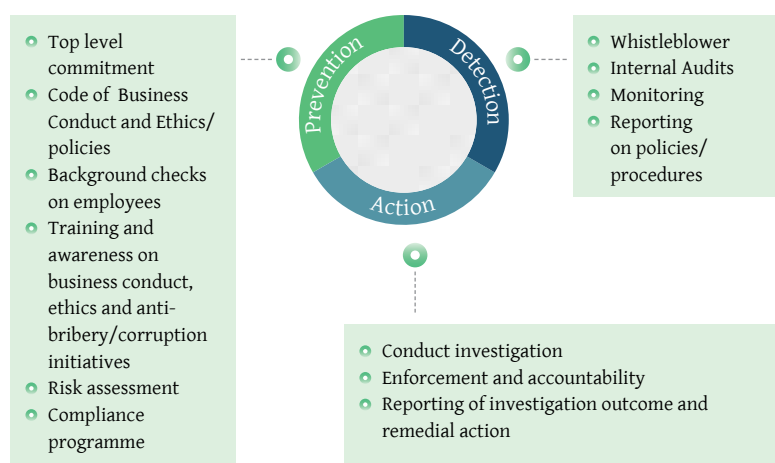 Top level
commitment
Code of Business
Conduct and Ethics/
policies
Background checks
on employees
Training and
awareness on
business conduct,
ethics and anti-
bribery/corruption
initiatives
Risk assessment
Compliance
programme
Prevention
Detection
Action
Whistleblower
Internal Audits
Monitoring
Reporting
on policies/
procedures
Conduct investigation
Enforcement and accountability
Reporting of investigation outcome and
remedial action